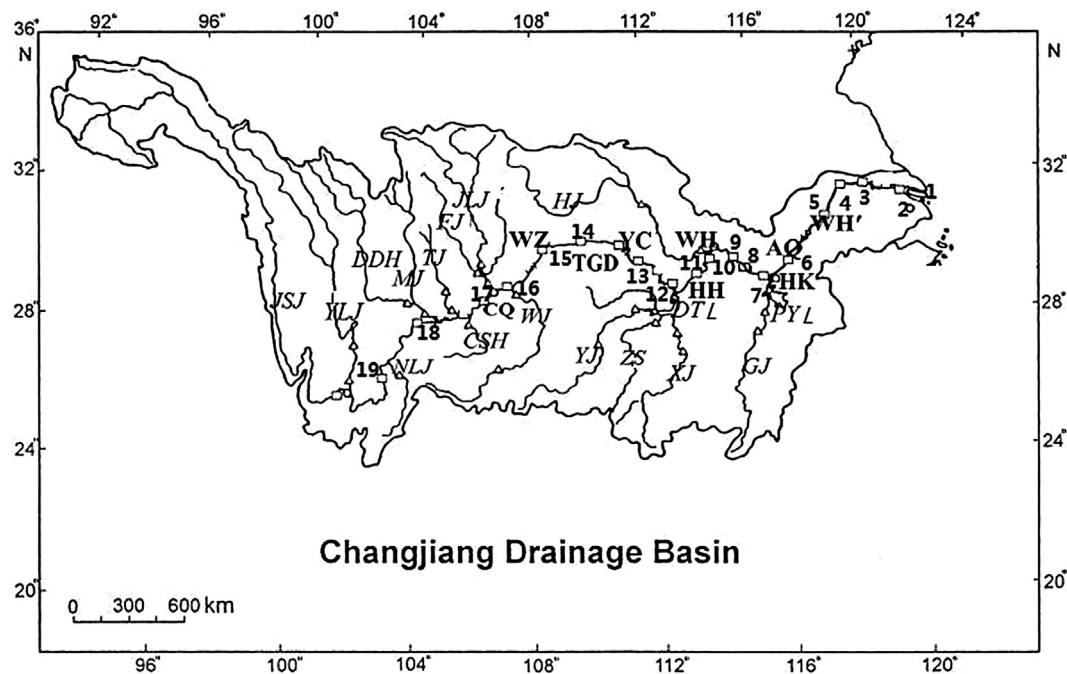 92° 96° 100° 104° 108° 112° 116° 120° 124°
36° N N
32° 32°
JLJ HJ 5 4 3 2 1
FJ WH'
WZ 14 YC WH 9 AQ
DDH TJ 15 TGD 11 10 8 6
MJ 13 HK
JSJ YLJ 17 16 12 HH 7
28° CQ WJ DTL PYL 28°
18 CSH
19 NLJ YJ ZS XJ GJ
24° 24°
Changjiang Drainage Basin
20° 20°
0 300 600 km
96° 100° 104° 108° 112° 116° 120°